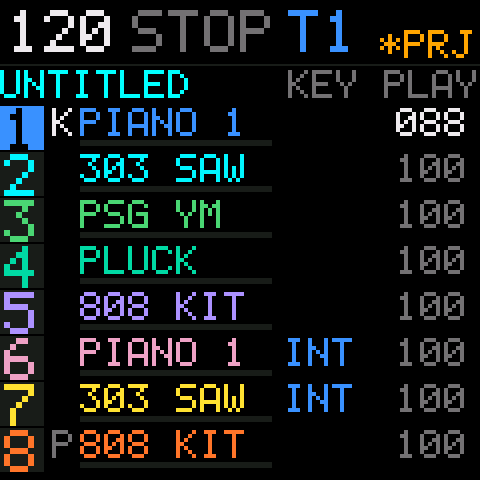 120 STOP T1 *PRJ
UNTITLED KEY PLAY
1 K PIANO 1 088
2 303 SAW 100
3 PSG YM 100
4 PLUCK 100
5 808 KIT 100
6 PIANO 1 INT 100
7 303 SAW INT 100
8 P 808 KIT 100